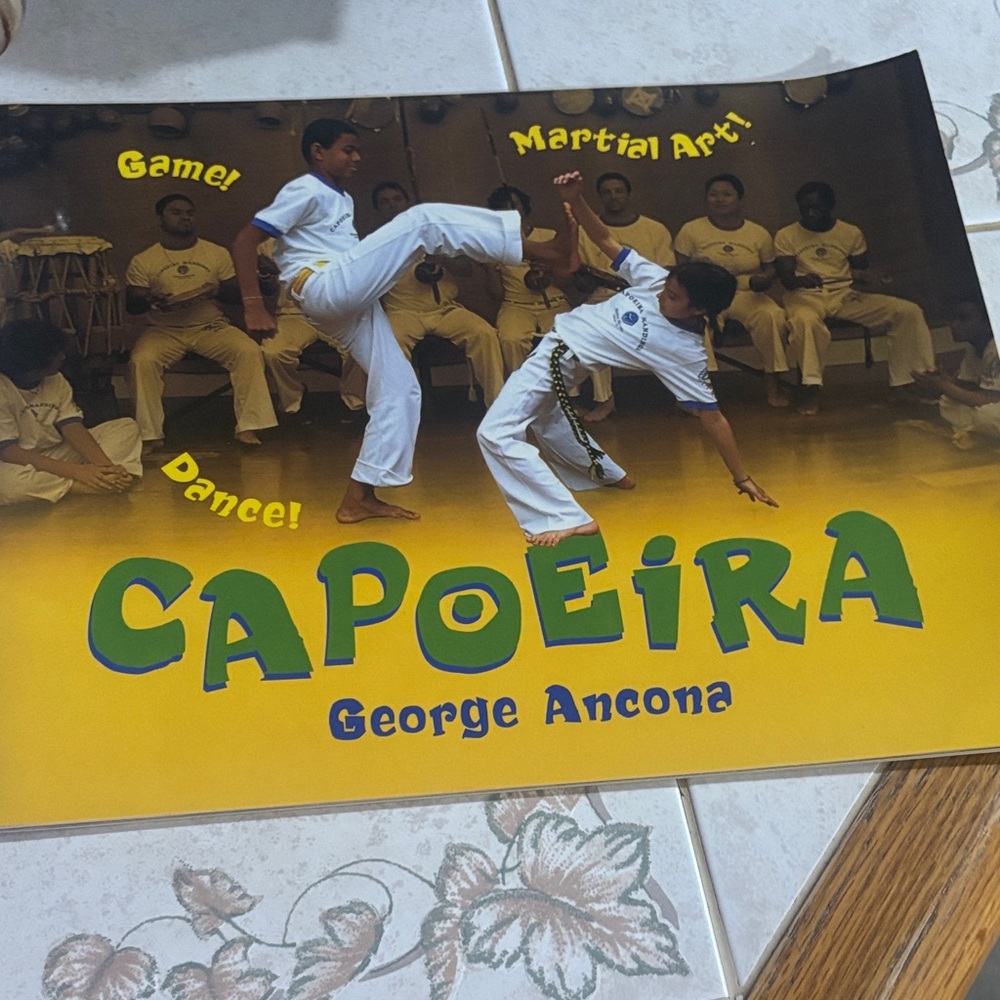 Game!
Martial Art!
Dance!
CAPOEiRA
George Ancona